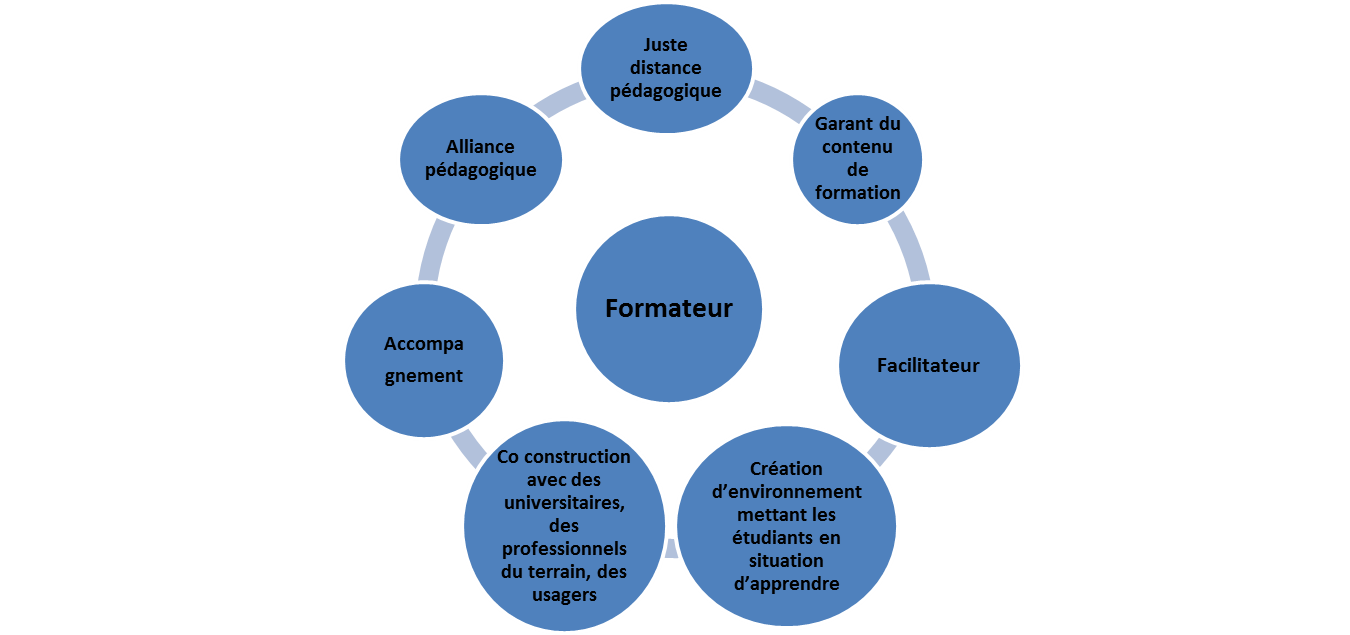 Juste
distance
pédagogique
Garant du
contenu
de
formation
Alliance
pédagogique
Formateur
Accompa
gnement
Facilitateur
Co construction
avec des
universitaires,
des
professionnels
du terrain, des
usagers
Création
d’environnement
mettant les
étudiants en
situation
d’apprendre